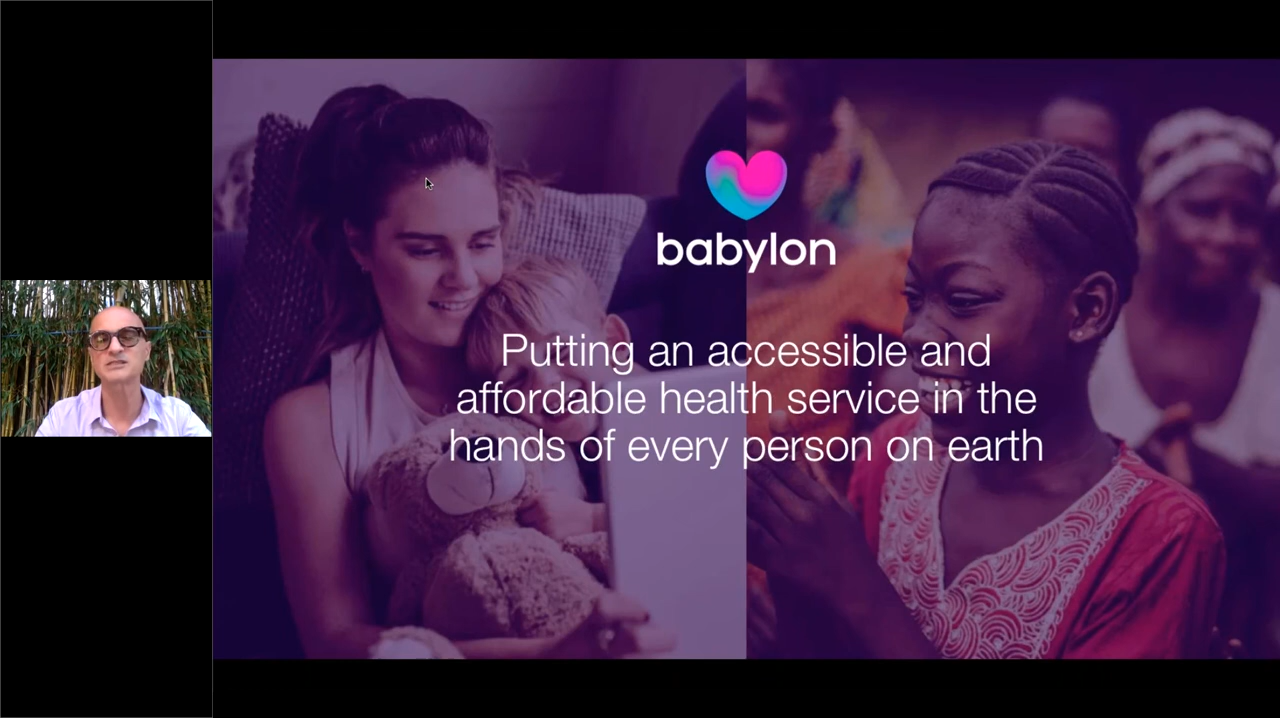 babylon
Putting an accessible and
affordable health service in the
hands of every person on earth